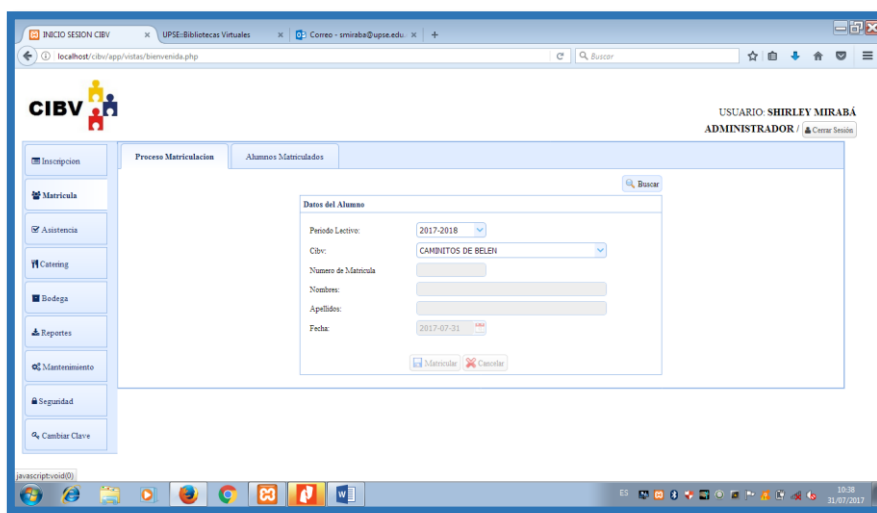 INICIO SESION CIBV
UPSE::Bibliotecas Virtuales
Correo - smiraba@upse.edu.
localhost/cibv/app/vistas/bienvenida.php
Buscar
CIBV
USUARIO: SHIRLEY MIRABÁ
ADMINISTRADOR / Cerrar Sesión
Inscripcion
Matricula
Asistencia
Catering
Bodega
Reportes
Mantenimiento
Seguridad
Cambiar Clave
Proceso Matriculacion
Alumnos Matriculados
Buscar
Datos del Alumno
Periodo Lectivo: 2017-2018
Cibv: CAMINITOS DE BELEN
Numero de Matricula
Nombres:
Apellidos:
Fecha: 2017-07-31
Matricular Cancelar
javascript:void(0)
ES
10:38
31/07/2017